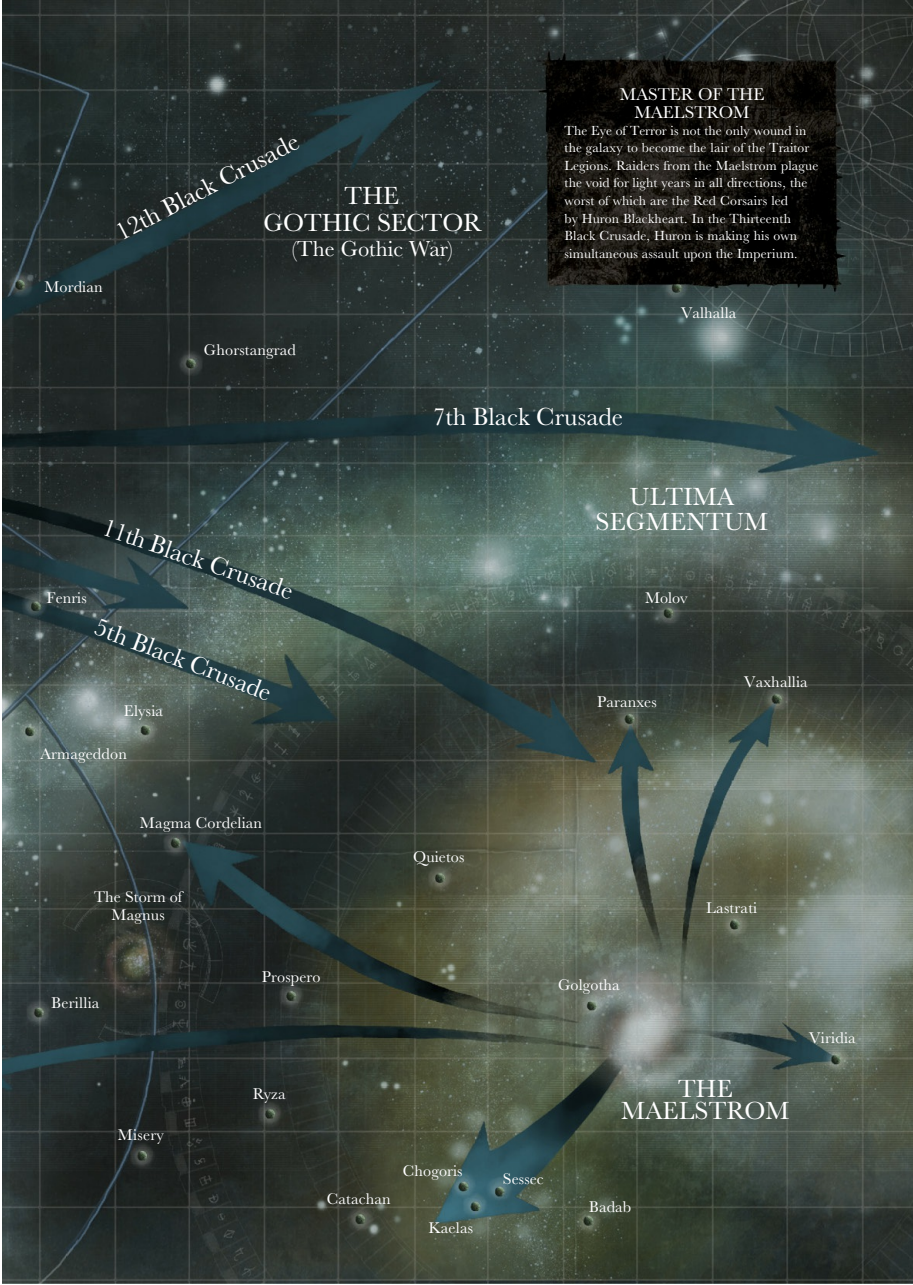 MASTER OF THE
MAELSTROM
The Eye of Terror is not the only wound in
the galaxy to become the lair of the Traitor
Legions. Raiders from the Maelstrom plague
the void for light years in all directions, the
worst of which are the Red Corsairs led
by Huron Blackheart. In the Thirteenth
Black Crusade, Huron is making his own
simultaneous assault upon the Imperium.
12th Black Crusade
THE
GOTHIC SECTOR
(The Gothic War)
Mordian
Valhalla
Ghorstangrad
7th Black Crusade
ULTIMA
SEGMENTUM
11th Black Crusade
Fenris
Molov
5th Black Crusade
Vaxhallia
Paranxes
Elysia
Armageddon
Magma Cordelian
Quietos
The Storm of
Magnus
Lastrati
Prospero
Golgotha
Berillia
Viridia
THE
MAELSTROM
Ryza
Misery
Chogoris
Sessec
Catachan
Badab
Kaelas